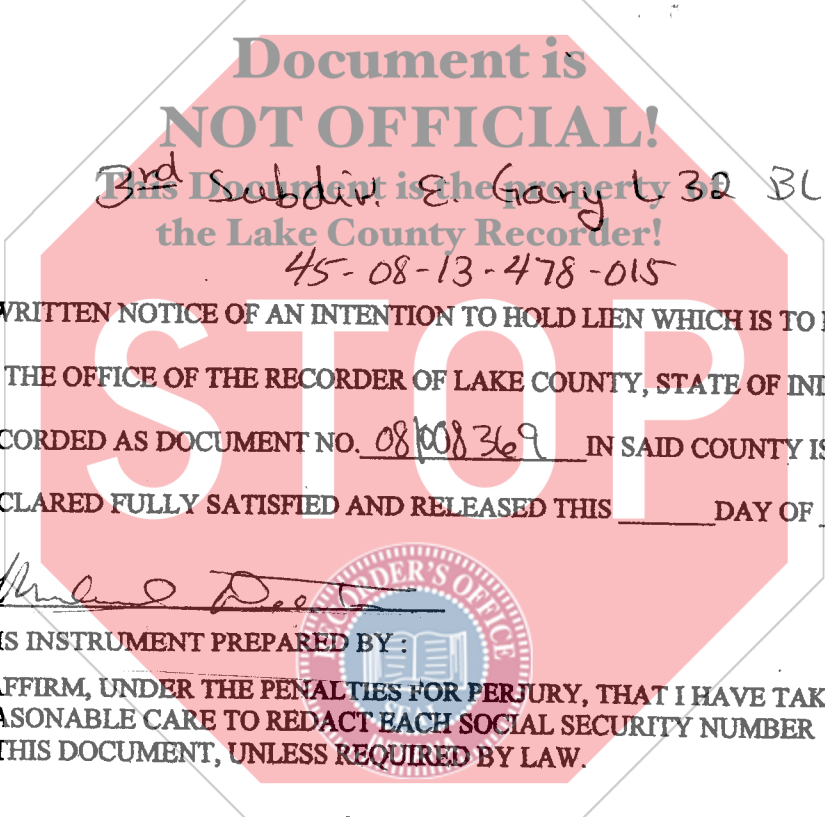 Document is
NOT OFFICIAL!
This Document is the property of
3rd Subdiv. E. Gary L 32 BL
the Lake County Recorder!
45-08-13-478-015
WRITTEN NOTICE OF AN INTENTION TO HOLD LIEN WHICH IS TO
THE OFFICE OF THE RECORDER OF LAKE COUNTY, STATE OF IND
CORDED AS DOCUMENT NO. 08 008369 IN SAID COUNTY IS
CLARED FULLY SATISFIED AND RELEASED THIS ______ DAY OF
STOP
RECORDER'S OFFICE
SEAL
IS INSTRUMENT PREPARED BY :
AFFIRM, UNDER THE PENALTIES FOR PERJURY, THAT I HAVE TAK
ASONABLE CARE TO REDACT EACH SOCIAL SECURITY NUMBER
THIS DOCUMENT, UNLESS REQUIRED BY LAW.